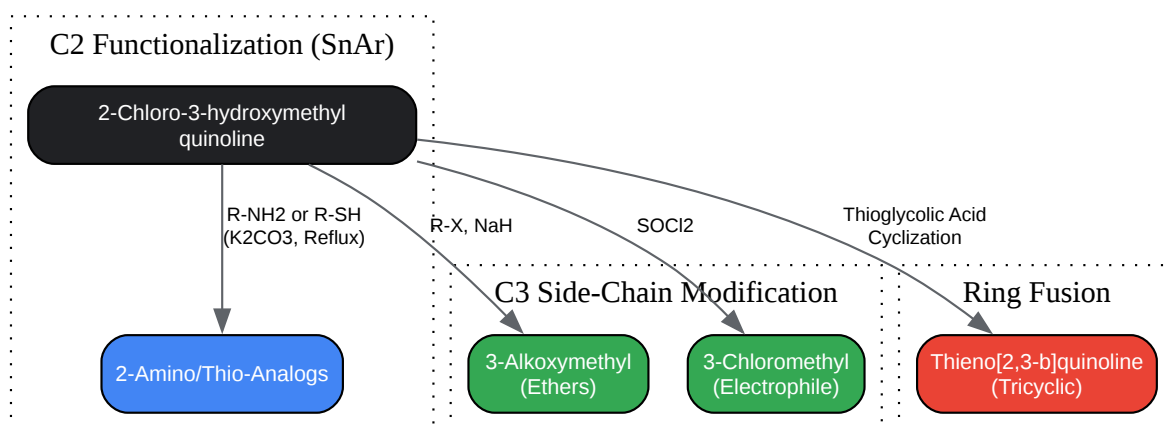 C2 Functionalization (SnAr)
2-Chloro-3-hydroxymethyl
quinoline
R-NH2 or R-SH
(K2CO3, Reflux)
R-X, NaH
SOCl2
Thioglycolic Acid
Cyclization
C3 Side-Chain Modification
Ring Fusion
2-Amino/Thio-Analogs
3-Alkoxymethyl
(Ethers)
3-Chloromethyl
(Electrophile)
Thieno[2,3-b]quinoline
(Tricyclic)